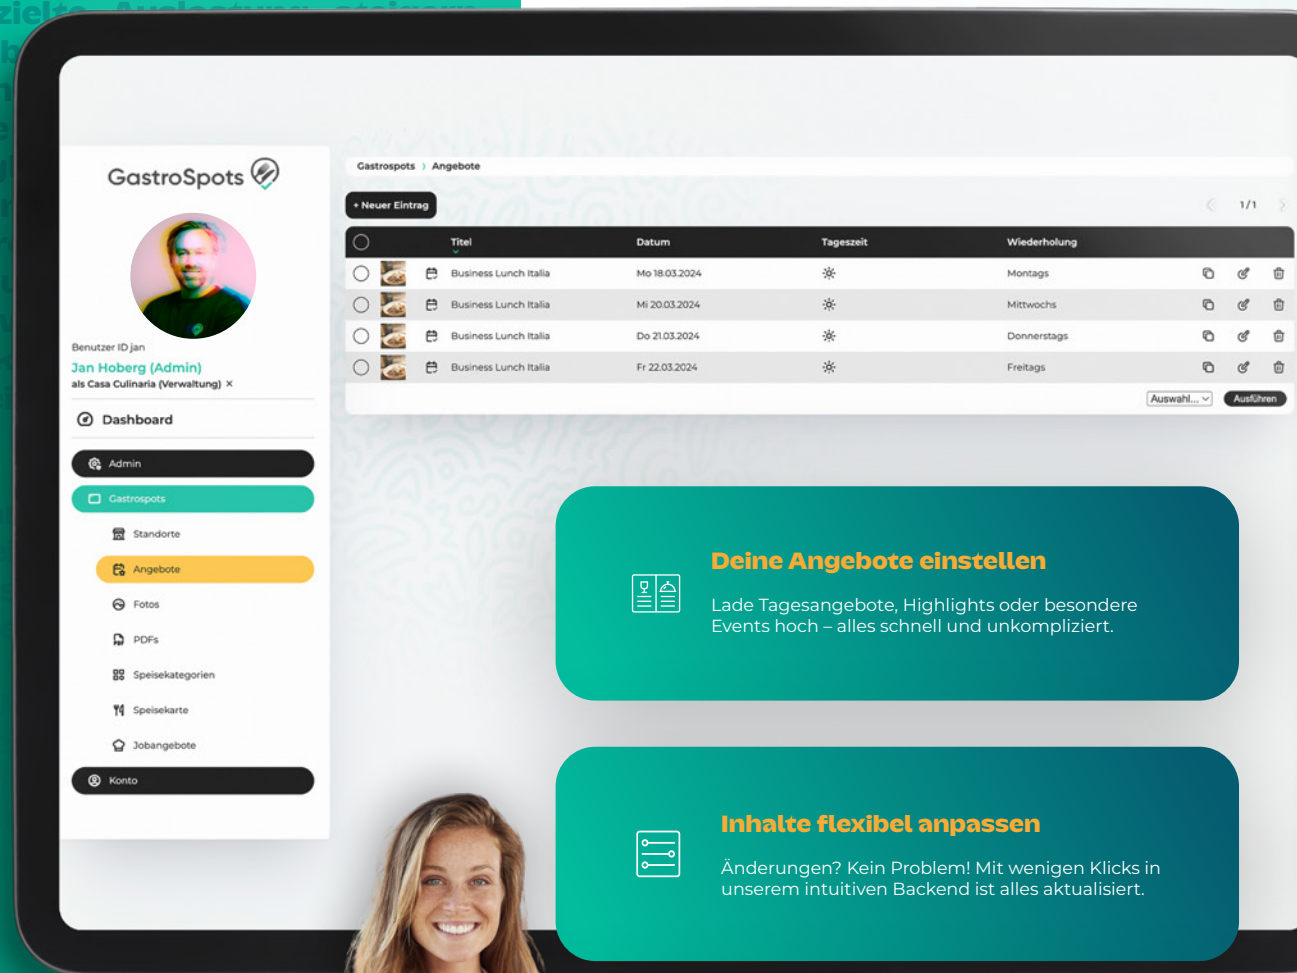 zielte Auslastung steigern
GastroSpots
Benutzer ID jan
Jan Hoberg (Admin)
als Casa Culinaria (Verwaltung) ×
Dashboard
Admin
Gastrospots
Standorte
Angebote
Fotos
PDFs
Speisekategorien
Speisekarte
Jobangebote
Konto
Gastrospots › Angebote
+ Neuer Eintrag
1/1
Titel Datum Tageszeit Wiederholung
Business Lunch Italia Mo 18.03.2024 Montags
Business Lunch Italia Mi 20.03.2024 Mittwochs
Business Lunch Italia Do 21.03.2024 Donnerstags
Business Lunch Italia Fr 22.03.2024 Freitags
Auswahl... Ausführen
Deine Angebote einstellen
Lade Tagesangebote, Highlights oder besondere
Events hoch – alles schnell und unkompliziert.
Inhalte flexibel anpassen
Änderungen? Kein Problem! Mit wenigen Klicks in
unserem intuitiven Backend ist alles aktualisiert.